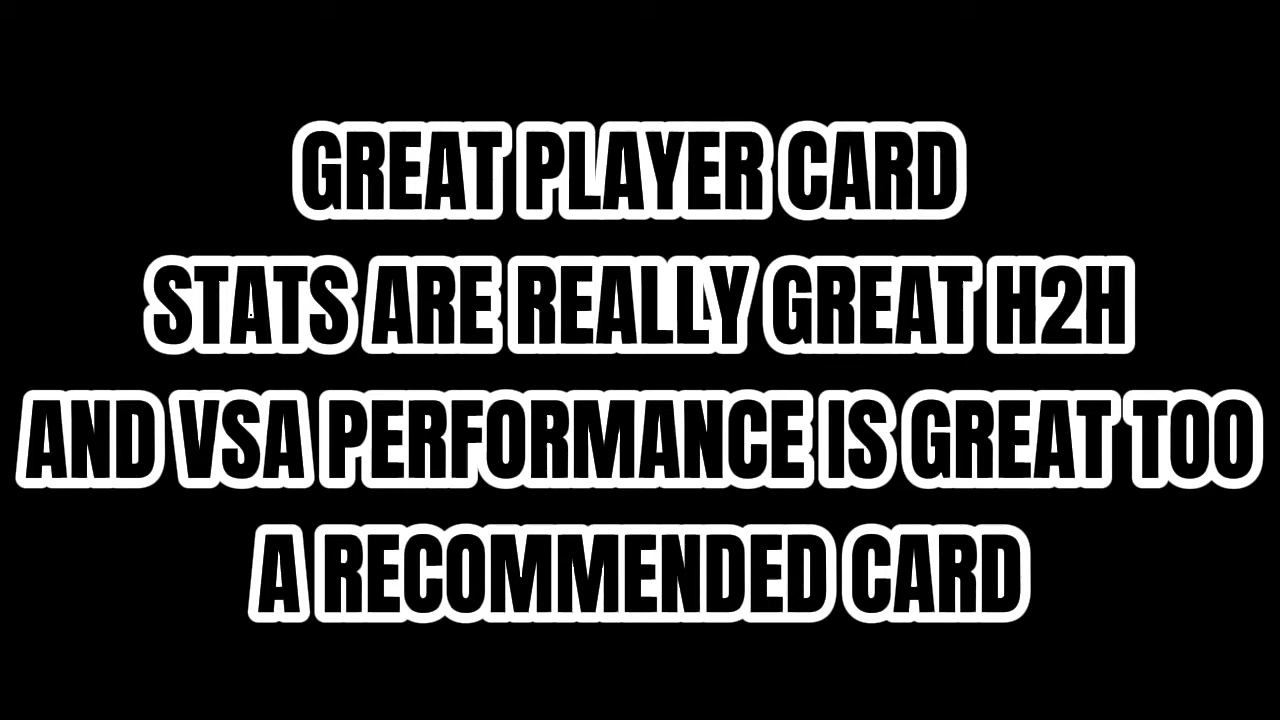 GREAT PLAYER CARD
STATS ARE REALLY GREAT H2H
AND VSA PERFORMANCE IS GREAT TOO
A RECOMMENDED CARD